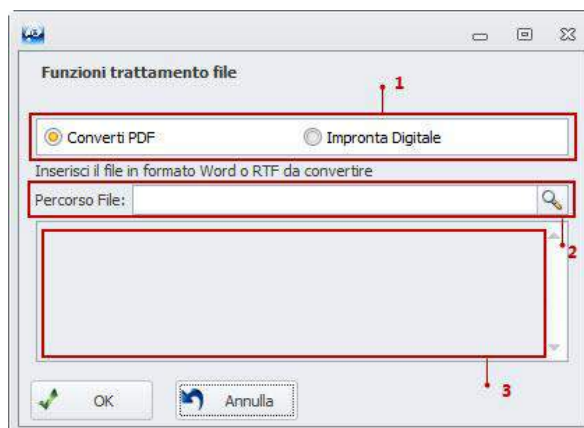 Funzioni trattamento file
1
Converti PDF Impronta Digitale
Inserisci il file in formato Word o RTF da convertire
Percorso File:
2
3
OK Annulla